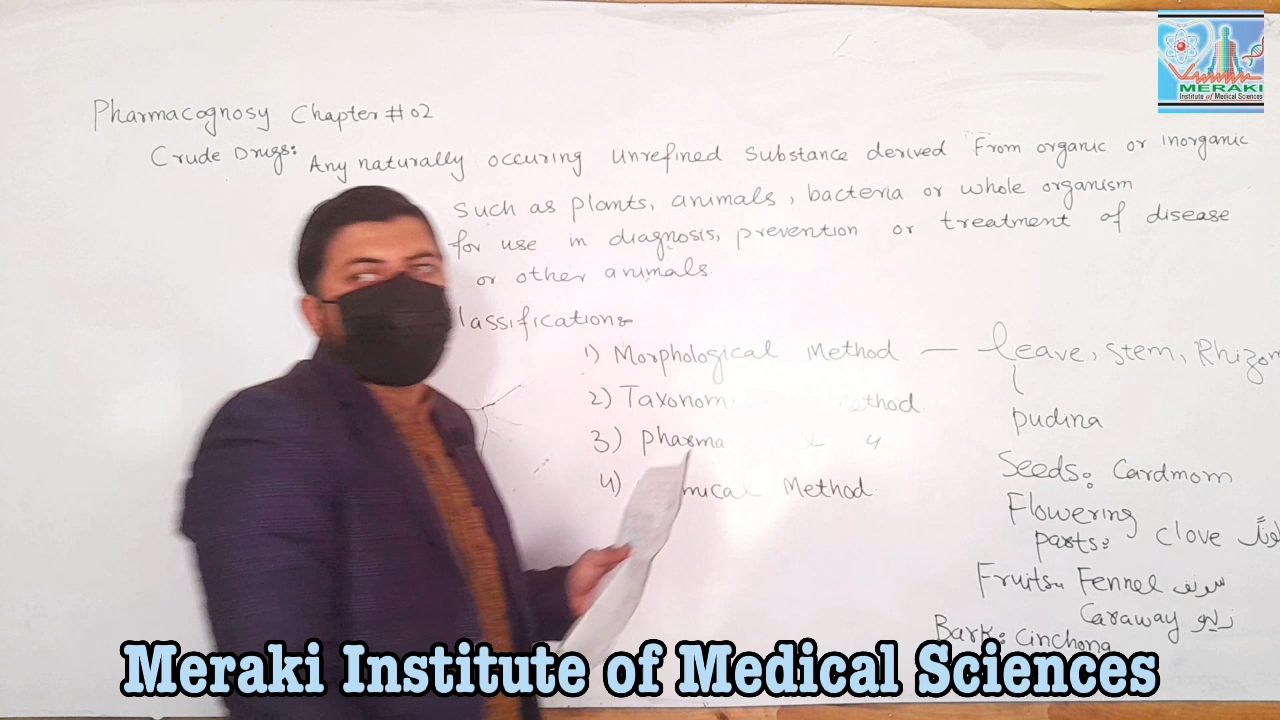 MERAKI
Institute of Medical Sciences
Pharmacognosy Chapter # 02
Crude Drugs: Any naturally occuring unrefined substance derived From organic or inorganic
Such as plants, animals, bacteria or whole organism
for use in diagnosis, prevention or treatment of disease
or other animals.
lassification
1) Morphological Method — leave, stem, Rhizom
pudina
2) Taxonom Method
3) pharma "
4) mical Method
Seeds: Cardmom
Flowering
parts: clove
Fruits Fennel سونف
Caraway
Bark: Cinchona
Meraki Institute of Medical Sciences